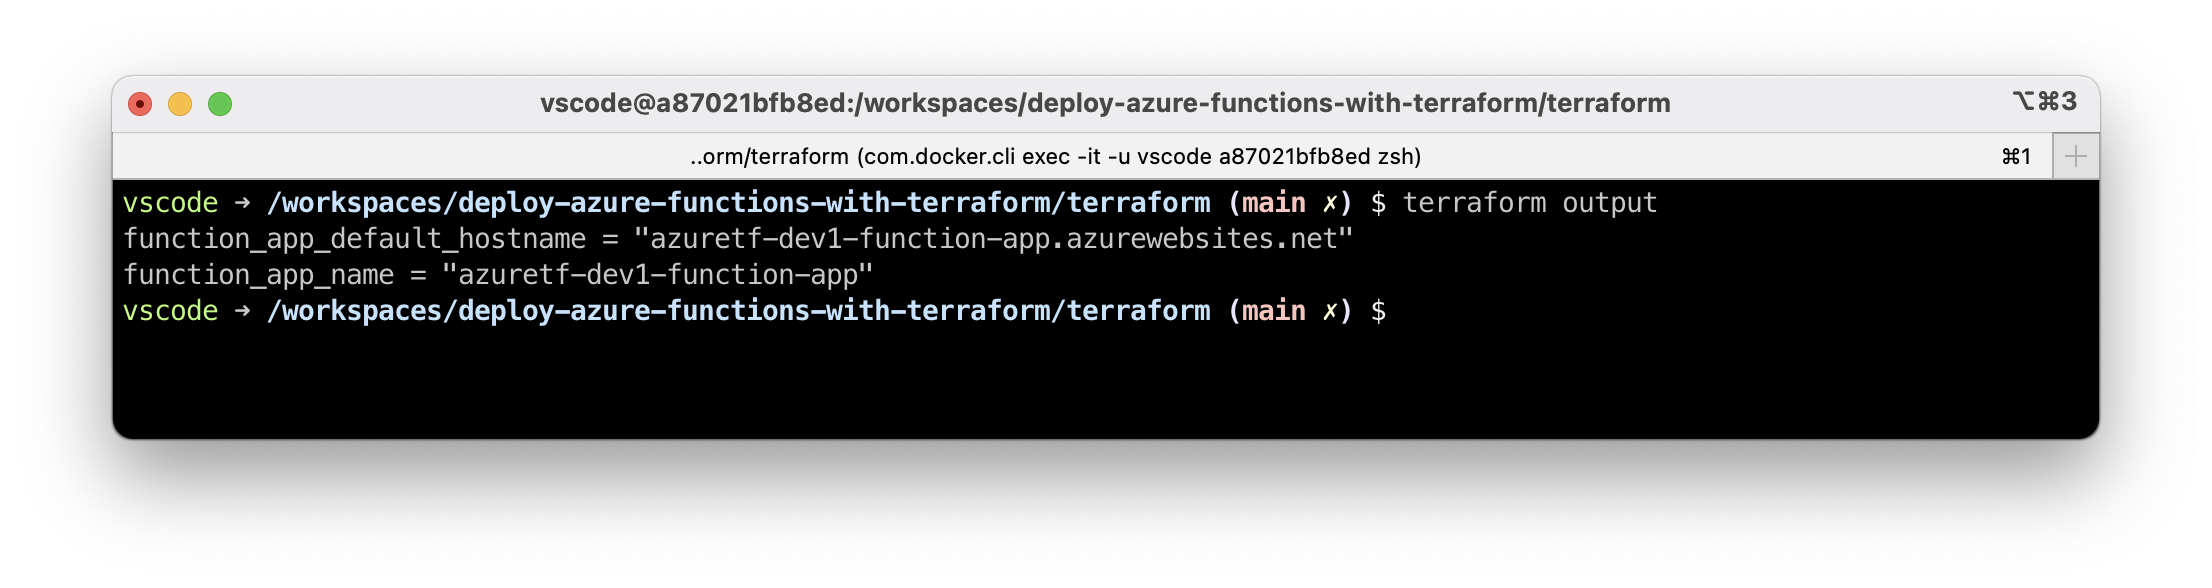 vscode@a87021bfb8ed:/workspaces/deploy-azure-functions-with-terraform/terraform ⌥⌘3
..orm/terraform (com.docker.cli exec -it -u vscode a87021bfb8ed zsh) ⌘1
vscode → /workspaces/deploy-azure-functions-with-terraform/terraform (main ✗) $ terraform output
function_app_default_hostname = "azuretf-dev1-function-app.azurewebsites.net"
function_app_name = "azuretf-dev1-function-app"
vscode → /workspaces/deploy-azure-functions-with-terraform/terraform (main ✗) $